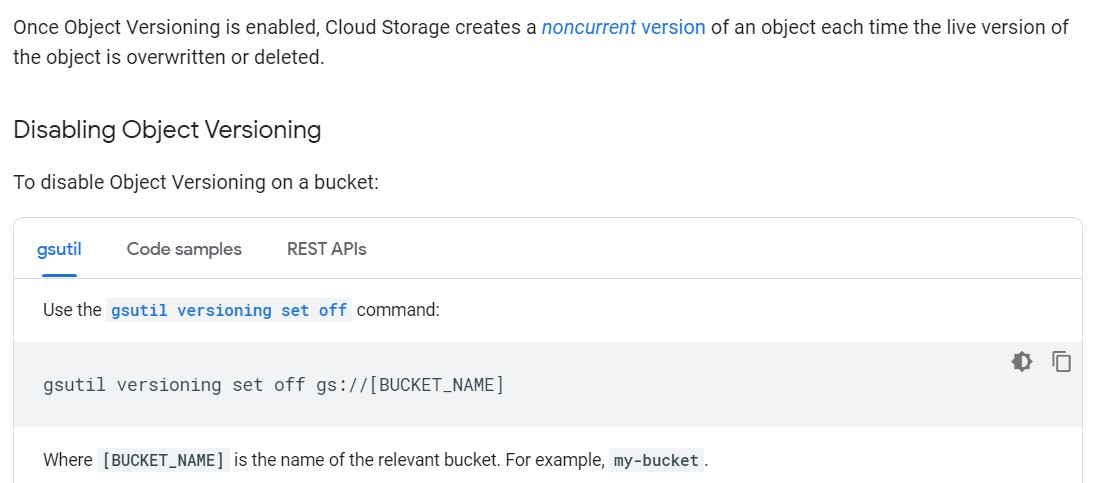 Once Object Versioning is enabled, Cloud Storage creates a noncurrent version of an object each time the live version of
the object is overwritten or deleted.
Disabling Object Versioning
To disable Object Versioning on a bucket:
gsutil Code samples REST APIs
Use the gsutil versioning set off command:
gsutil versioning set off gs://[BUCKET_NAME]
Where [BUCKET_NAME] is the name of the relevant bucket. For example, my-bucket.